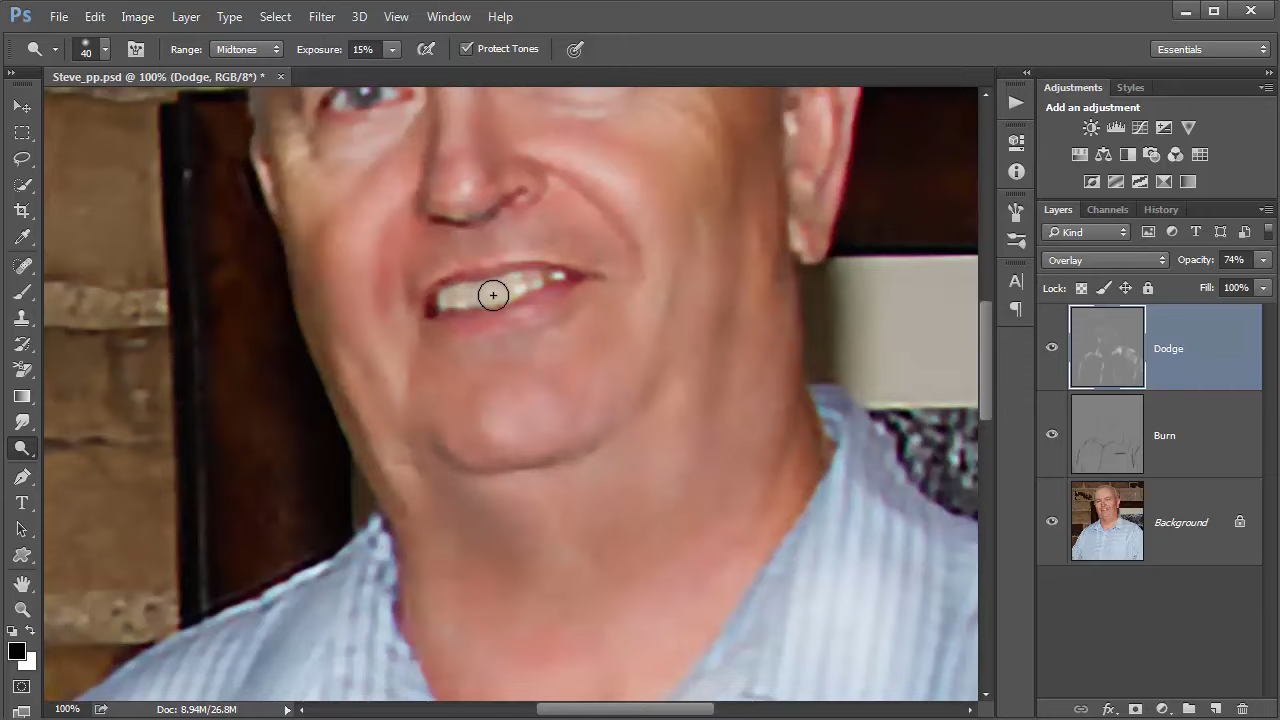 Ps File Edit Image Layer Type Select Filter 3D View Window Help
40 Range: Midtones Exposure: 15% Protect Tones Essentials
Steve_pp.psd @ 100% (Dodge, RGB/8*) * ×
Adjustments Styles
Add an adjustment
Layers Channels History
Kind
Overlay Opacity: 74%
Lock: Fill: 100%
Dodge
Burn
Background
100% Doc: 8.94M/26.8M